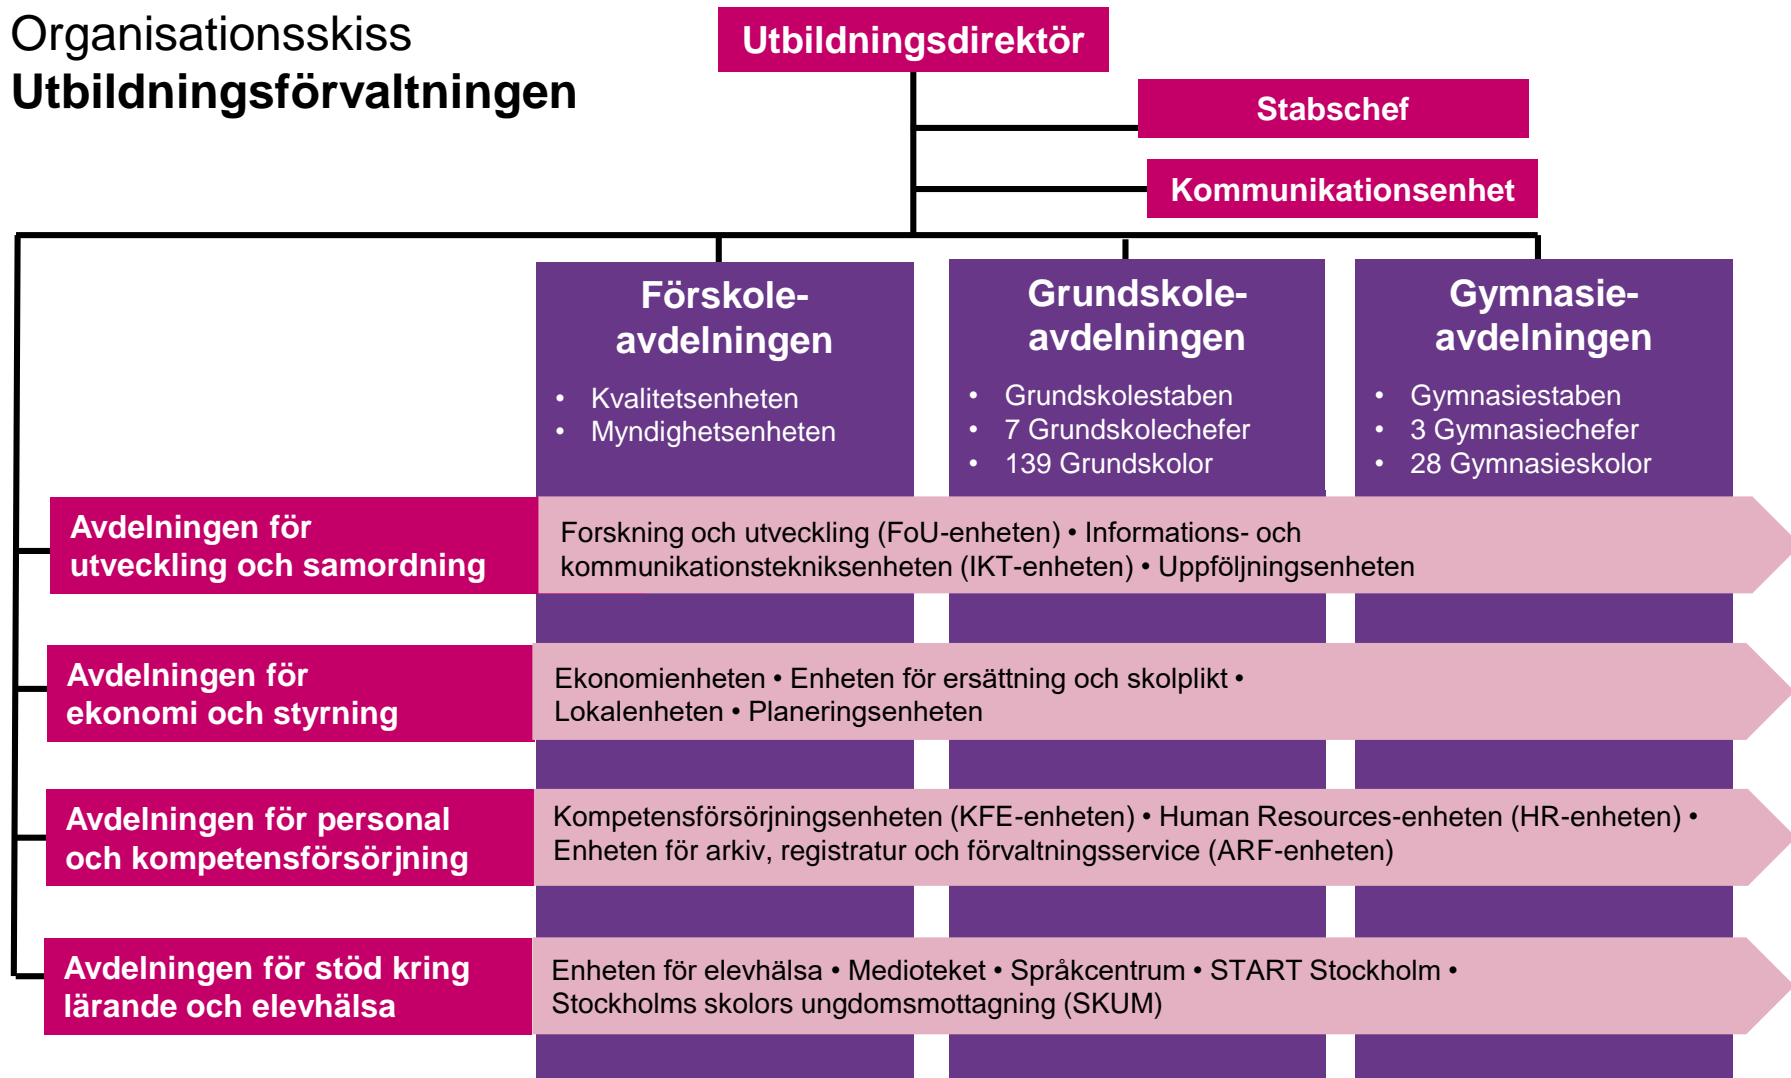 Organisationsskiss
Utbildningsförvaltningen
Utbildningsdirektör
Stabschef
Kommunikationsenhet
Förskole-
avdelningen
• Kvalitetsenheten
• Myndighetsenheten
Grundskole-
avdelningen
• Grundskolestaben
• 7 Grundskolechefer
• 139 Grundskolor
Gymnasie-
avdelningen
• Gymnasiestaben
• 3 Gymnasiechefer
• 28 Gymnasieskolor
Avdelningen för
utveckling och samordning
Forskning och utveckling (FoU-enheten) • Informations- och
kommunikationstekniksenheten (IKT-enheten) • Uppföljningsenheten
Avdelningen för
ekonomi och styrning
Ekonomienheten • Enheten för ersättning och skolplikt •
Lokalenheten • Planeringsenheten
Avdelningen för personal
och kompetensförsörjning
Kompetensförsörjningsenheten (KFE-enheten) • Human Resources-enheten (HR-enheten) •
Enheten för arkiv, registratur och förvaltningsservice (ARF-enheten)
Avdelningen för stöd kring
lärande och elevhälsa
Enheten för elevhälsa • Medioteket • Språkcentrum • START Stockholm •
Stockholms skolors ungdomsmottagning (SKUM)